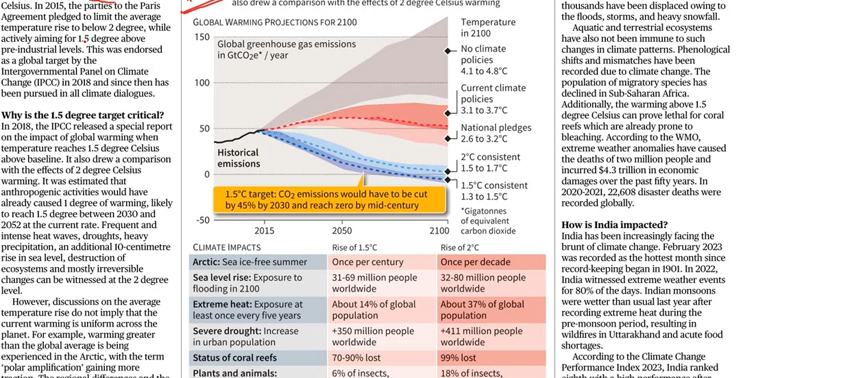 Celsius. In 2015, the parties to the Paris
Agreement pledged to limit the average
temperature rise to below 2 degree, while
actively aiming for 1.5 degree above
pre-industrial levels. This was endorsed
as a global target by the
Intergovernmental Panel on Climate
Change (IPCC) in 2018 and since then has
been pursued in all climate dialogues.
Why is the 1.5 degree target critical?
In 2018, the IPCC released a special report
on the impact of global warming when
temperature reaches 1.5 degree Celsius
above baseline. It also drew a comparison
with the effects of 2 degree Celsius
warming. It was estimated that
anthropogenic activities would have
already caused 1 degree of warming, likely
to reach 1.5 degree between 2030 and
2052 at the current rate. Frequent and
intense heat waves, droughts, heavy
precipitation, an additional 10-centimetre
rise in sea level, destruction of
ecosystems and mostly irreversible
changes can be witnessed at the 2 degree
level.
However, discussions on the average
temperature rise do not imply that the
current warming is uniform across the
planet. For example, warming greater
than the global average is being
experienced in the Arctic, with the term
'polar amplification' gaining more
traction. The regional differences and the
also drew a comparison with the effects of 2 degree Celsius warming
GLOBAL WARMING PROJECTIONS FOR 2100
Global greenhouse gas emissions
in GtCO2e* / year
150
100
50
0
-50
Historical
emissions
1.5°C target: CO2 emissions would have to be cut
by 45% by 2030 and reach zero by mid-century
2015
2050
2100
Temperature
in 2100
No climate
policies
4.1 to 4.8°C
Current climate
policies
3.1 to 3.7°C
National pledges
2.6 to 3.2°C
2°C consistent
1.5 to 1.7°C
1.5°C consistent
1.3 to 1.5°C
*Gigatonnes
of equivalent
carbon dioxide
CLIMATE IMPACTS Rise of 1.5°C Rise of 2°C
Arctic: Sea ice-free summer Once per century Once per decade
Sea level rise: Exposure to 31-69 million people 32-80 million people
flooding in 2100 worldwide worldwide
Extreme heat: Exposure at About 14% of global About 37% of global
least once every five years population population
Severe drought: Increase +350 million people +411 million people
in urban population worldwide worldwide
Status of coral reefs 70-90% lost 99% lost
Plants and animals: 6% of insects, 18% of insects,
thousands have been displaced owing to
the floods, storms, and heavy snowfall.
Aquatic and terrestrial ecosystems
have also not been immune to such
changes in climate patterns. Phenological
shifts and mismatches have been
recorded due to climate change. The
population of migratory species has
declined in Sub-Saharan Africa.
Additionally, the warming above 1.5
degree Celsius can prove lethal for coral
reefs which are already prone to
bleaching. According to the WMO,
extreme weather anomalies have caused
the deaths of two million people and
incurred $4.3 trillion in economic
damages over the past fifty years. In
2020-2021, 22,608 disaster deaths were
recorded globally.
How is India impacted?
India has been increasingly facing the
brunt of climate change. February 2023
was recorded as the hottest month since
record-keeping began in 1901. In 2022,
India witnessed extreme weather events
for 80% of the days. Indian monsoons
were wetter than usual last year after
recording extreme heat during the
pre-monsoon period, resulting in
wildfires in Uttarakhand and acute food
shortages.
According to the Climate Change
Performance Index 2023, India ranked
eighth with a high performance after